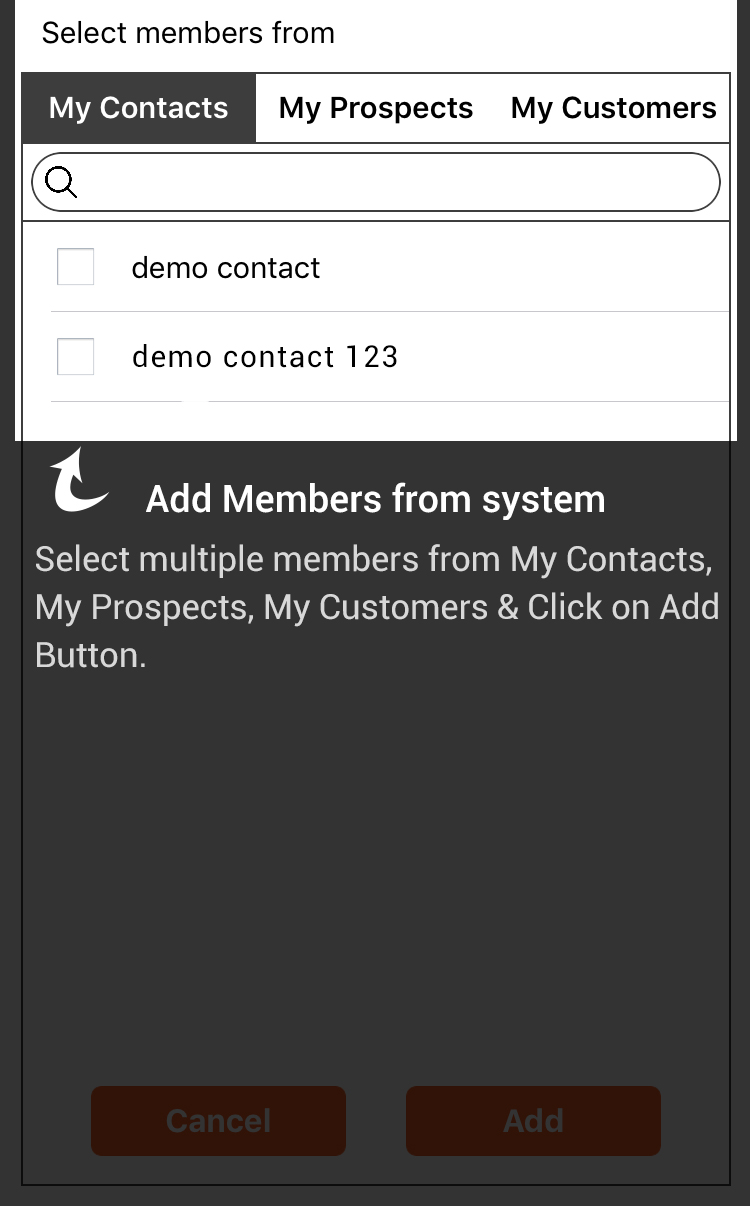 Select members from
My Contacts My Prospects My Customers
demo contact
demo contact 123
Add Members from system
Select multiple members from My Contacts,
My Prospects, My Customers & Click on Add
Button.
Cancel Add